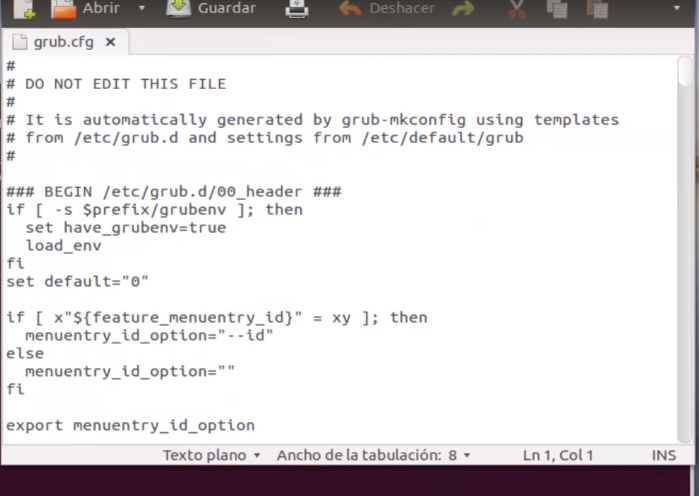 Abrir Guardar Deshacer
grub.cfg
#
# DO NOT EDIT THIS FILE
#
# It is automatically generated by grub-mkconfig using templates
# from /etc/grub.d and settings from /etc/default/grub
#

### BEGIN /etc/grub.d/00_header ###
if [ -s $prefix/grubenv ]; then
  set have_grubenv=true
  load_env
fi
set default="0"

if [ x"${feature_menuentry_id}" = xy ]; then
  menuentry_id_option="--id"
else
  menuentry_id_option=""
fi

export menuentry_id_option
Texto plano Ancho de la tabulación: 8 Ln 1, Col 1 INS